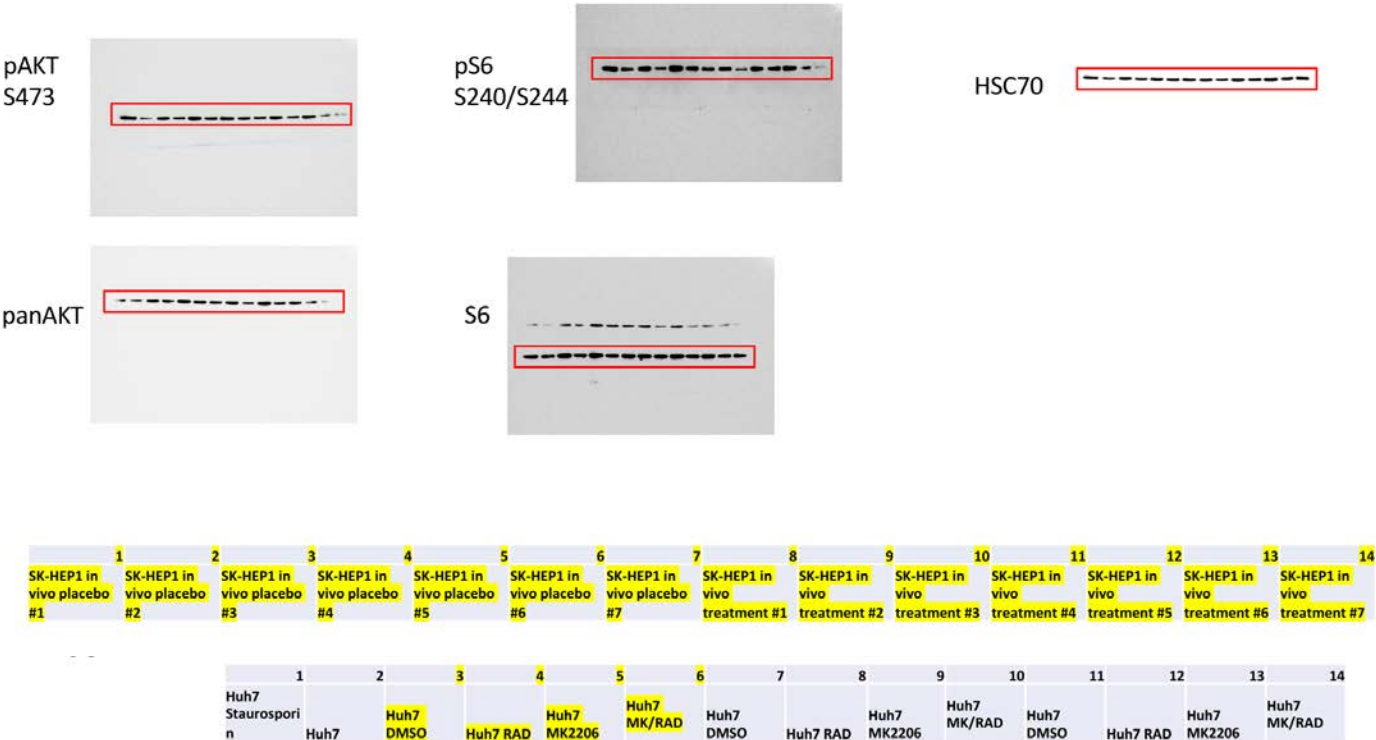 pAKT
S473
pS6
S240/S244
HSC70
panAKT
S6
1 2 3 4 5 6 7 8 9 10 11 12 13 14
SK-HEP1 in SK-HEP1 in SK-HEP1 in SK-HEP1 in SK-HEP1 in SK-HEP1 in SK-HEP1 in SK-HEP1 in SK-HEP1 in SK-HEP1 in SK-HEP1 in SK-HEP1 in SK-HEP1 in SK-HEP1 in
vivo placebo vivo placebo vivo placebo vivo placebo vivo placebo vivo placebo vivo placebo vivo vivo vivo vivo vivo vivo vivo
#1 #2 #3 #4 #5 #6 #7 treatment #1 treatment #2 treatment #3 treatment #4 treatment #5 treatment #6 treatment #7
1 2 3 4 5 6 7 8 9 10 11 12 13 14
Huh7 Huh7 Huh7 Huh7 Huh7
Staurospori Huh7 Huh7 MK/RAD Huh7 Huh7 MK/RAD Huh7 Huh7 MK/RAD
n Huh7 DMSO Huh7 RAD MK2206 DMSO Huh7 RAD MK2206 DMSO Huh7 RAD MK2206